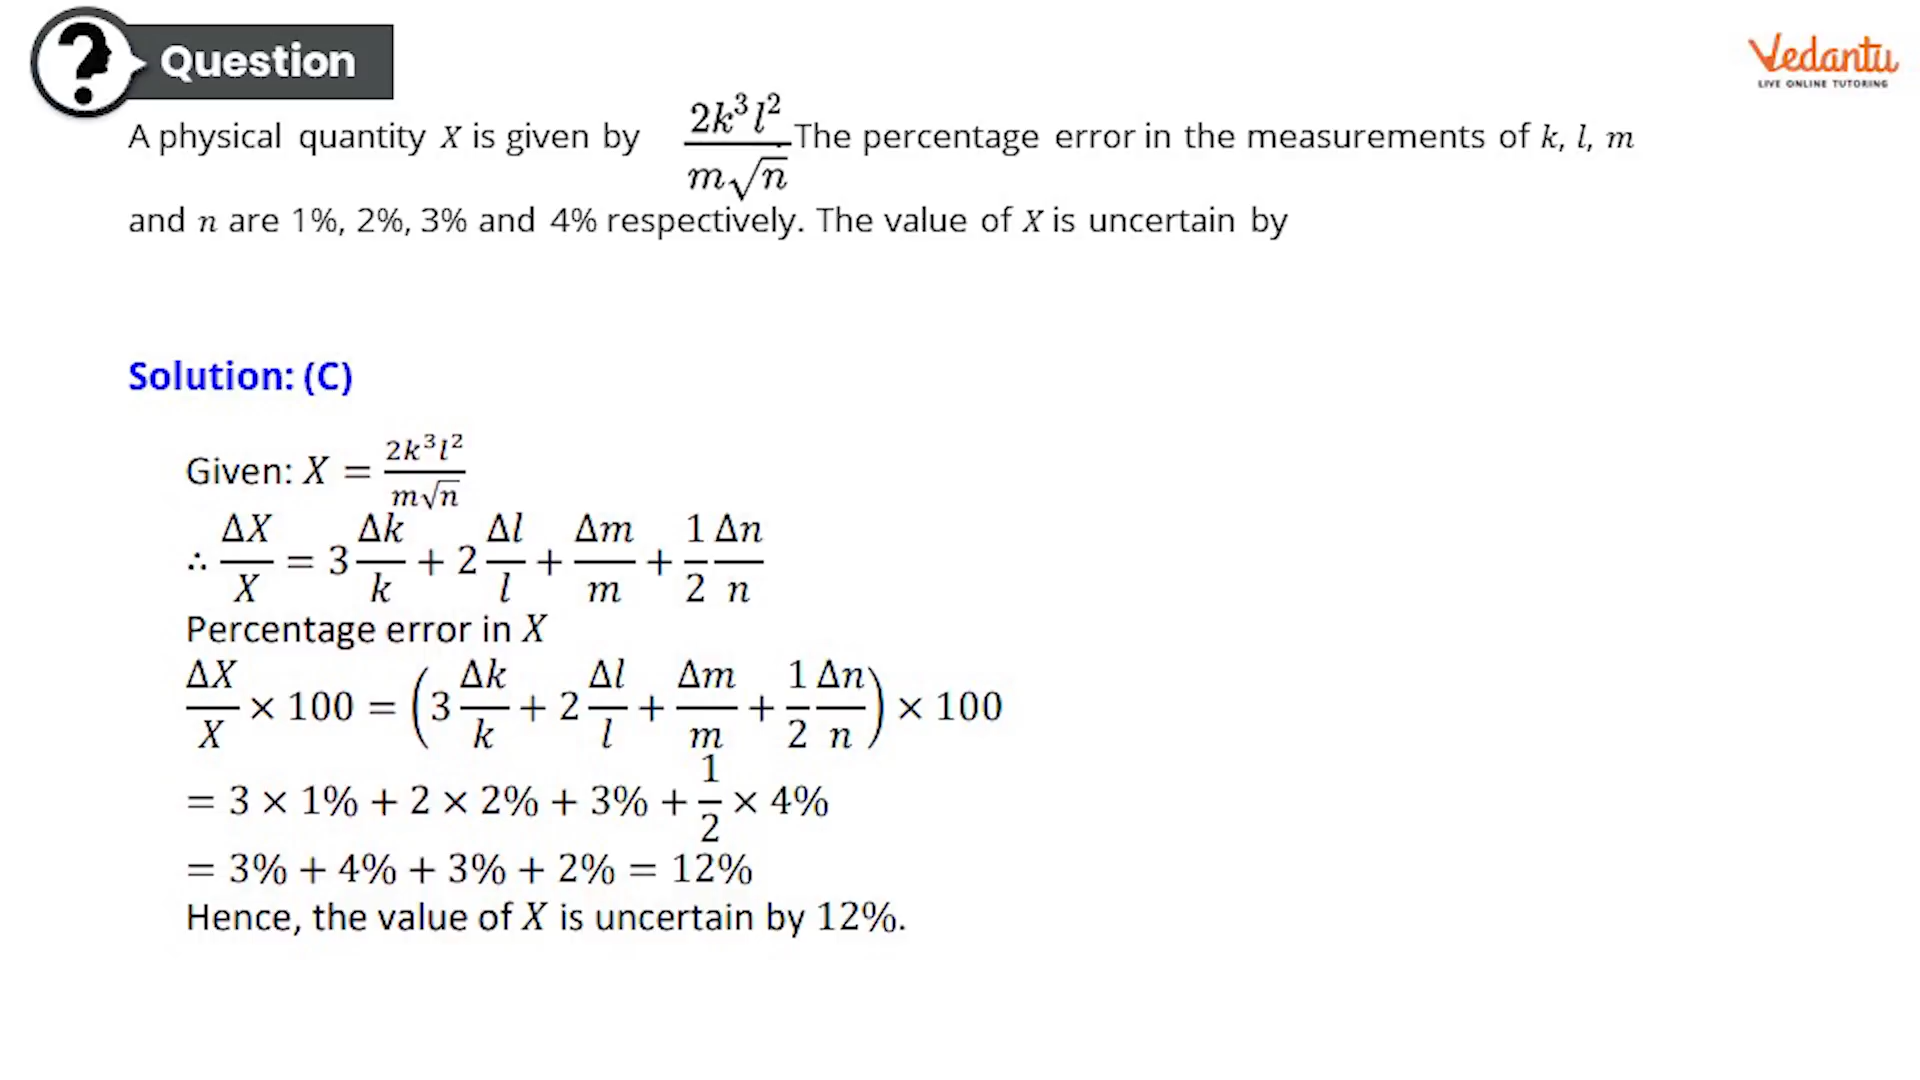 Question
Vedantu
LIVE ONLINE TUTORING
A physical quantity X is given by 2k³l²/m√n The percentage error in the measurements of k, l, m
and n are 1%, 2%, 3% and 4% respectively. The value of X is uncertain by
Solution: (C)
Given: X = 2k³l²/m√n
∴ ΔX/X = 3 Δk/k + 2 Δl/l + Δm/m + 1/2 Δn/n
Percentage error in X
ΔX/X × 100 = (3 Δk/k + 2 Δl/l + Δm/m + 1/2 Δn/n) × 100
= 3 × 1% + 2 × 2% + 3% + 1/2 × 4%
= 3% + 4% + 3% + 2% = 12%
Hence, the value of X is uncertain by 12%.